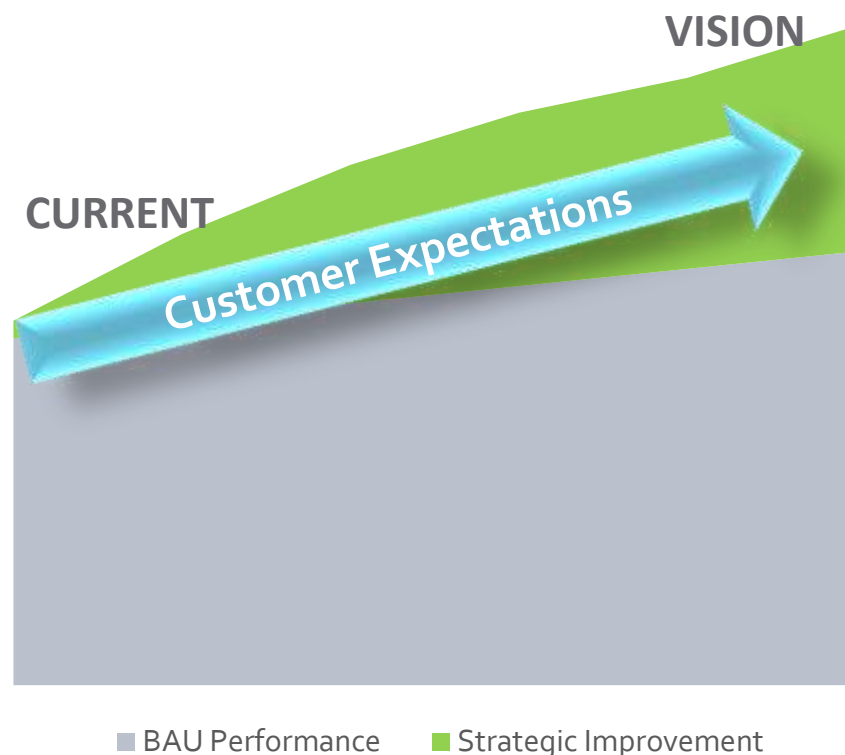 VISION
CURRENT
Customer Expectations
BAU Performance
Strategic Improvement